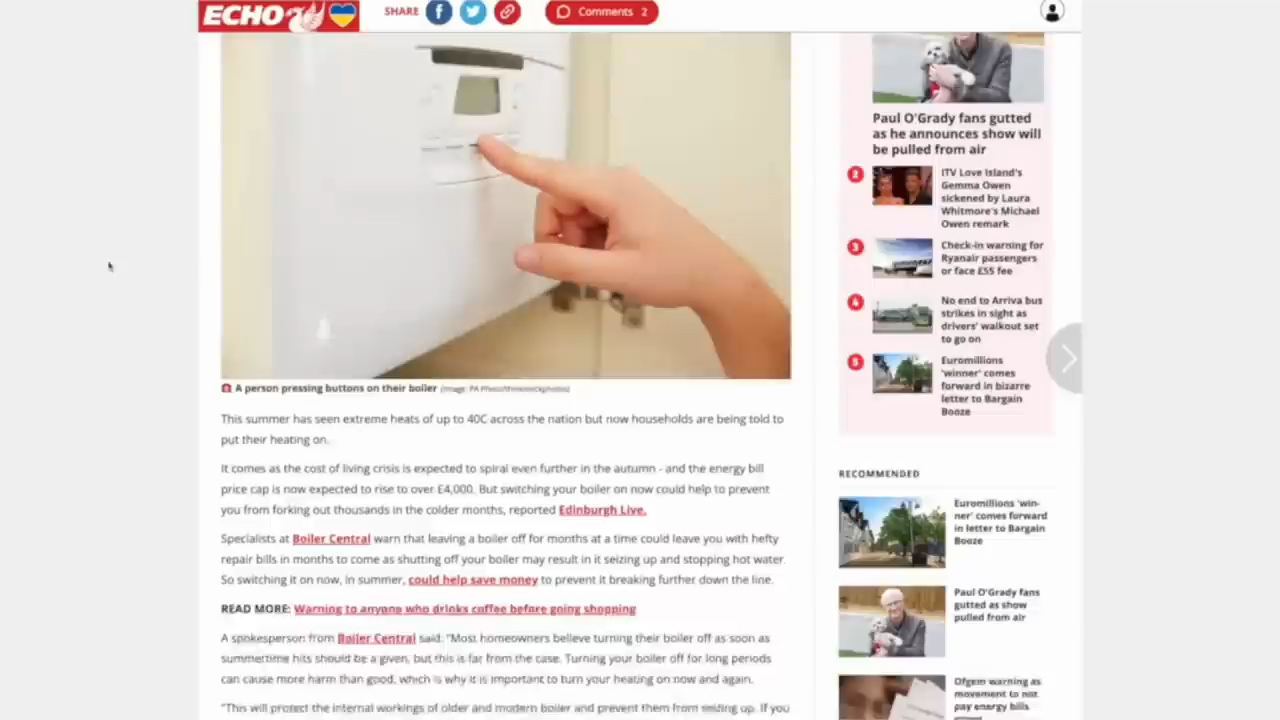 ECHO
SHARE
Comments 2
A person pressing buttons on their boiler
This summer has seen extreme heats of up to 40C across the nation but now households are being told to
put their heating on.
It comes as the cost of living crisis is expected to spiral even further in the autumn - and the energy bill
price cap is now expected to rise to over £4,000. But switching your boiler on now could help to prevent
you from forking out thousands in the colder months, reported Edinburgh Live.
Specialists at Boiler Central warn that leaving a boiler off for months at a time could leave you with hefty
repair bills in months to come as shutting off your boiler may result in it seizing up and stopping hot water.
So switching it on now, in summer, could help save money to prevent it breaking further down the line.
READ MORE: Warning to anyone who drinks coffee before going shopping
A spokesperson from Boiler Central said: "Most homeowners believe turning their boiler off as soon as
summertime hits should be a given, but this is far from the case. Turning your boiler off for long periods
can cause more harm than good, which is why it is important to turn your heating on now and again.
"This will protect the internal workings of older and modern boiler and prevent them from seizing up. If you
Paul O'Grady fans gutted
as he announces show will
be pulled from air
2
ITV Love Island's
Gemma Owen
sickened by Laura
Whitmore's Michael
Owen remark
3
Check-in warning for
Ryanair passengers
or face £55 fee
4
No end to Arriva bus
strikes in sight as
drivers' walkout set
to go on
5
Euromillions
'winner' comes
forward in bizarre
letter to Bargain
Booze
RECOMMENDED
Euromillions 'win-
ner' comes forward
in letter to Bargain
Booze
Paul O'Grady fans
gutted as show
pulled from air
Ofgem warning as
movement to not
pay energy bills